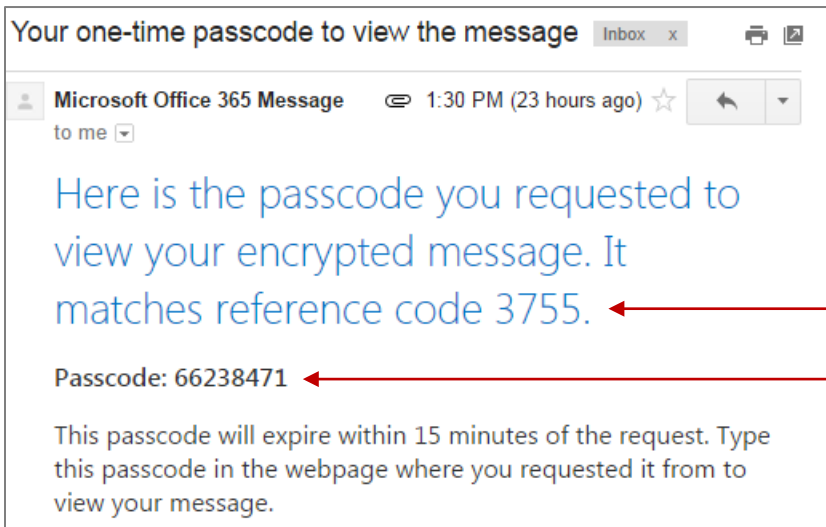 Your one-time passcode to view the message Inbox x
Microsoft Office 365 Message 1:30 PM (23 hours ago)
to me
Here is the passcode you requested to
view your encrypted message. It
matches reference code 3755.
Passcode: 66238471
This passcode will expire within 15 minutes of the request. Type
this passcode in the webpage where you requested it from to
view your message.